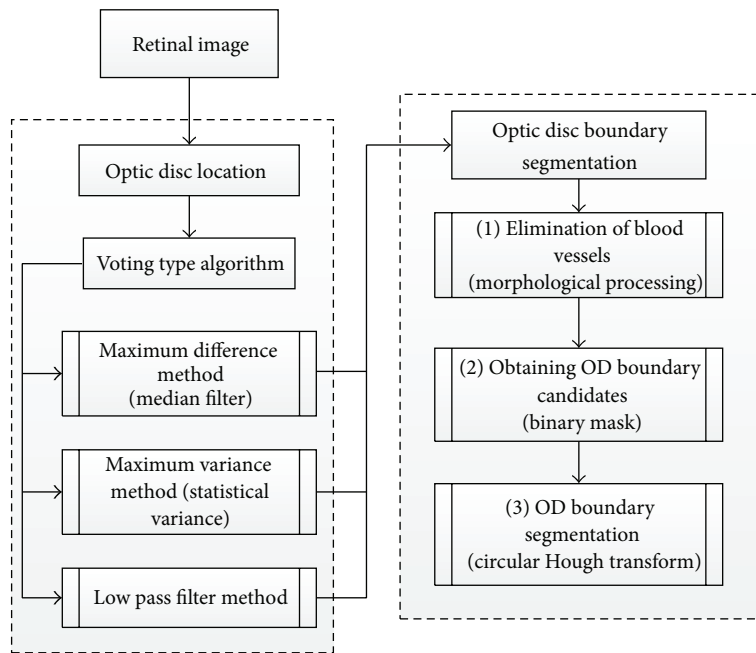 Retinal image
Optic disc location
Voting type algorithm
Maximum difference
method
(median filter)
Maximum variance
method (statistical
variance)
Low pass filter method
Optic disc boundary
segmentation
(1) Elimination of blood
vessels
(morphological processing)
(2) Obtaining OD boundary
candidates
(binary mask)
(3) OD boundary
segmentation
(circular Hough transform)